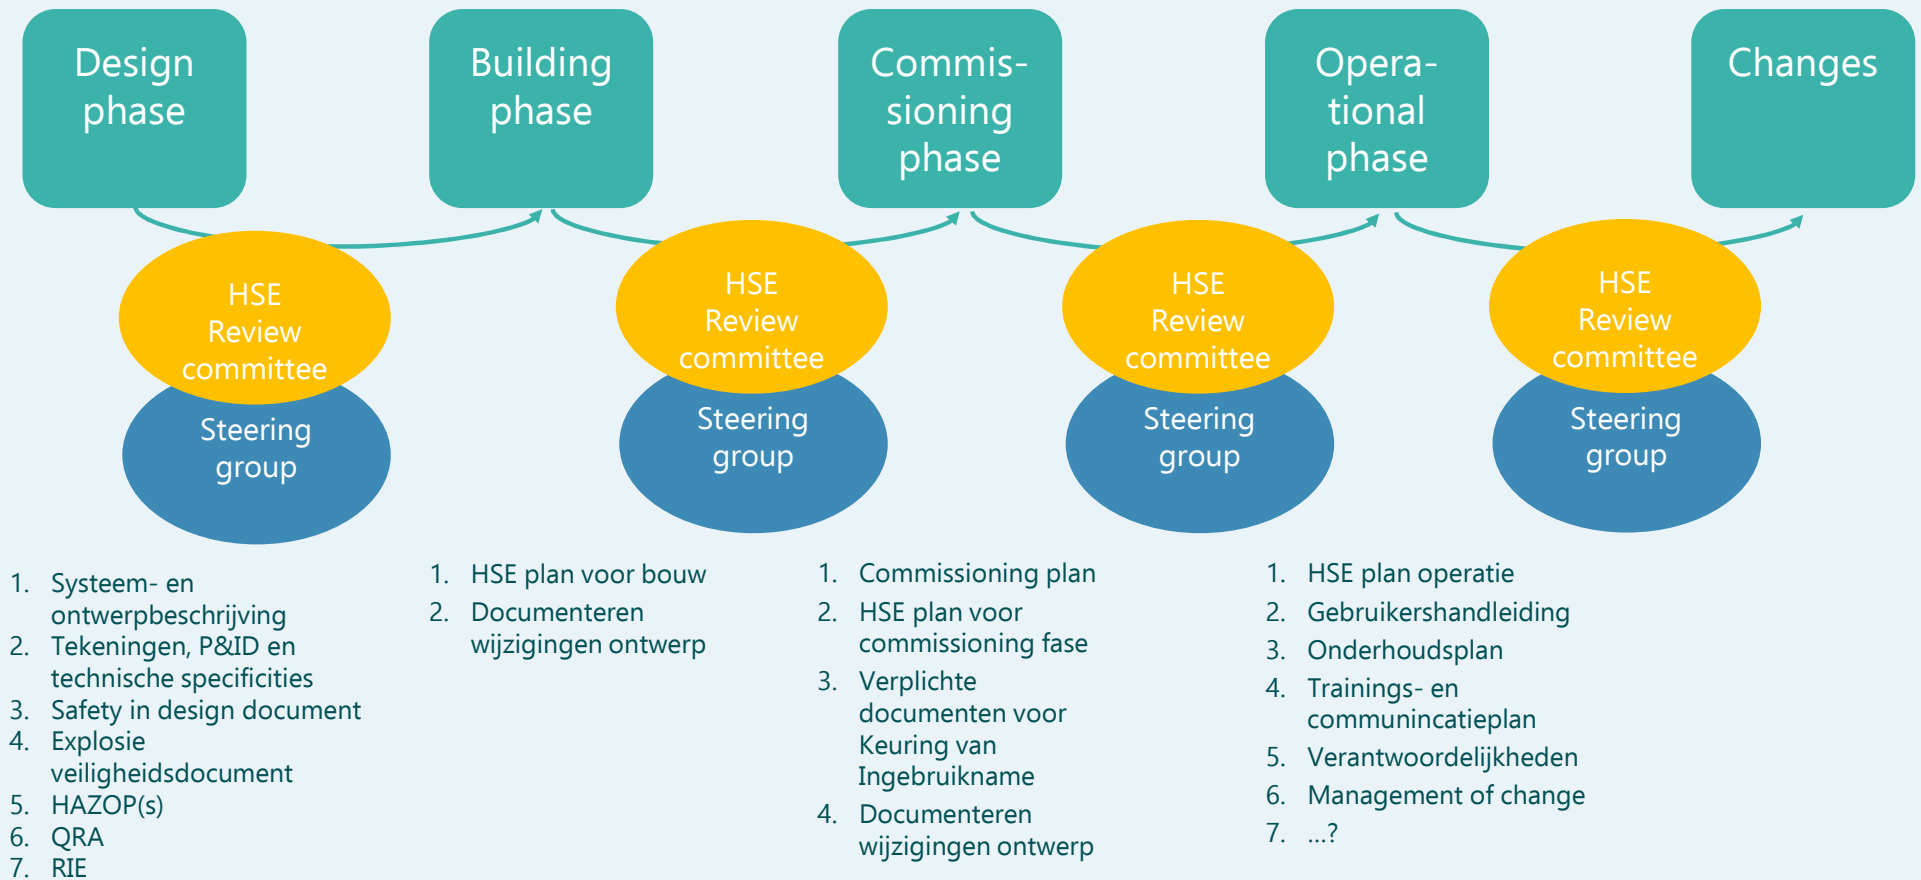 Design
phase
Building
phase
Commis-
sioning
phase
Opera-
tional
phase
Changes
HSE
Review
committee
Steering
group
HSE
Review
committee
Steering
group
HSE
Review
committee
Steering
group
HSE
Review
committee
Steering
group
1. Systeem- en
ontwerpbeschrijving
2. Tekeningen, P&ID en
technische specificities
3. Safety in design document
4. Explosie
veiligheidsdocument
5. HAZOP(s)
6. QRA
7. RIE
1. HSE plan voor bouw
2. Documenteren
wijzigingen ontwerp
1. Commissioning plan
2. HSE plan voor
commissioning fase
3. Verplichte
documenten voor
Keuring van
Ingebruikname
4. Documenteren
wijzigingen ontwerp
1. HSE plan operatie
2. Gebruikershandleiding
3. Onderhoudsplan
4. Trainings- en
communincatieplan
5. Verantwoordelijkheden
6. Management of change
7. ...?